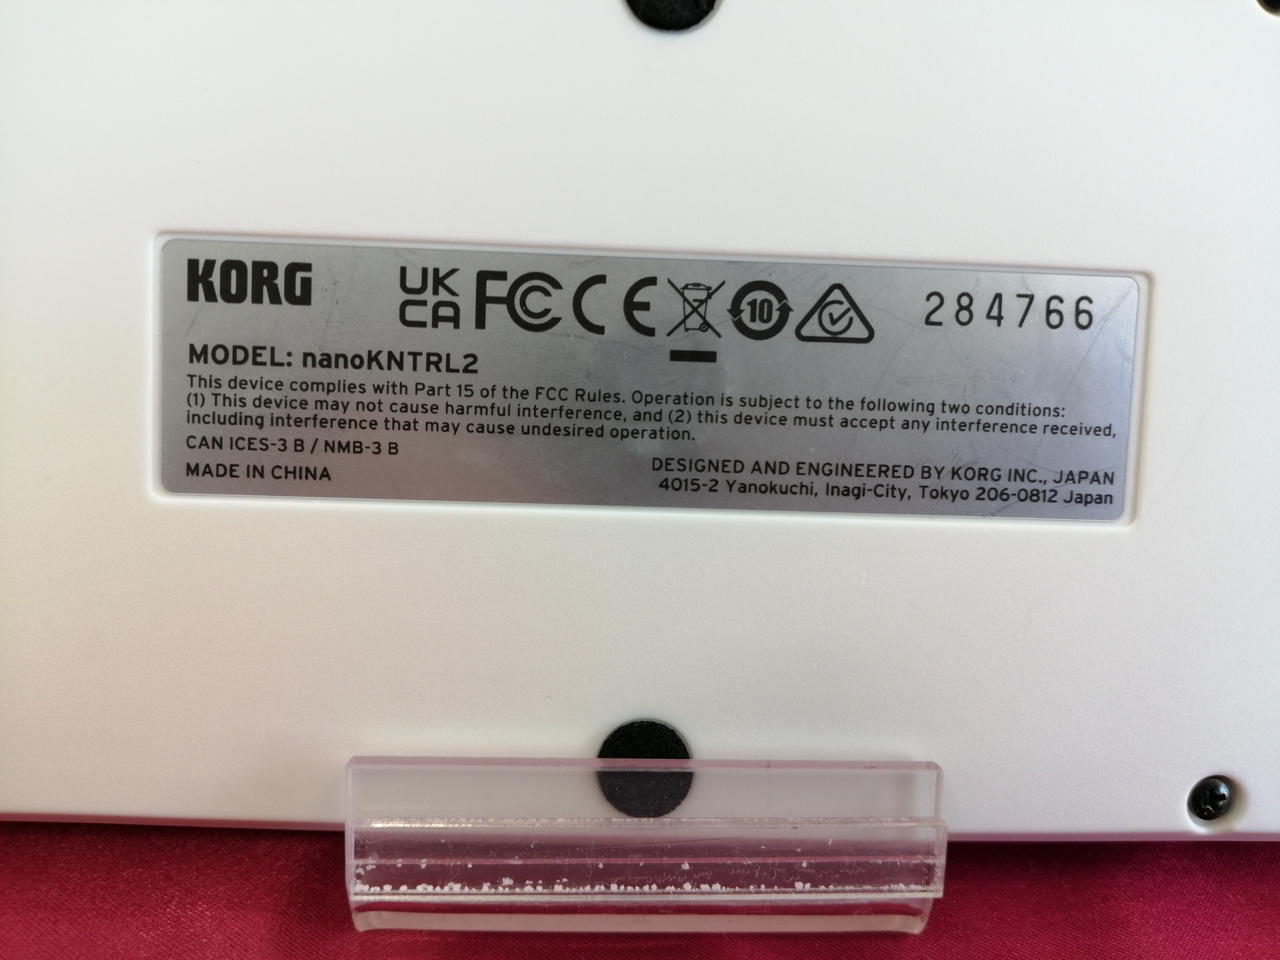 KORG
UK CA FC CE 10 284766
MODEL: nanoKNTRL2
This device complies with Part 15 of the FCC Rules. Operation is subject to the following two conditions:
(1) This device may not cause harmful interference, and (2) this device must accept any interference received,
including interference that may cause undesired operation.
CAN ICES-3 B / NMB-3 B
MADE IN CHINA
DESIGNED AND ENGINEERED BY KORG INC., JAPAN
4015-2 Yanokuchi, Inagi-City, Tokyo 206-0812 Japan